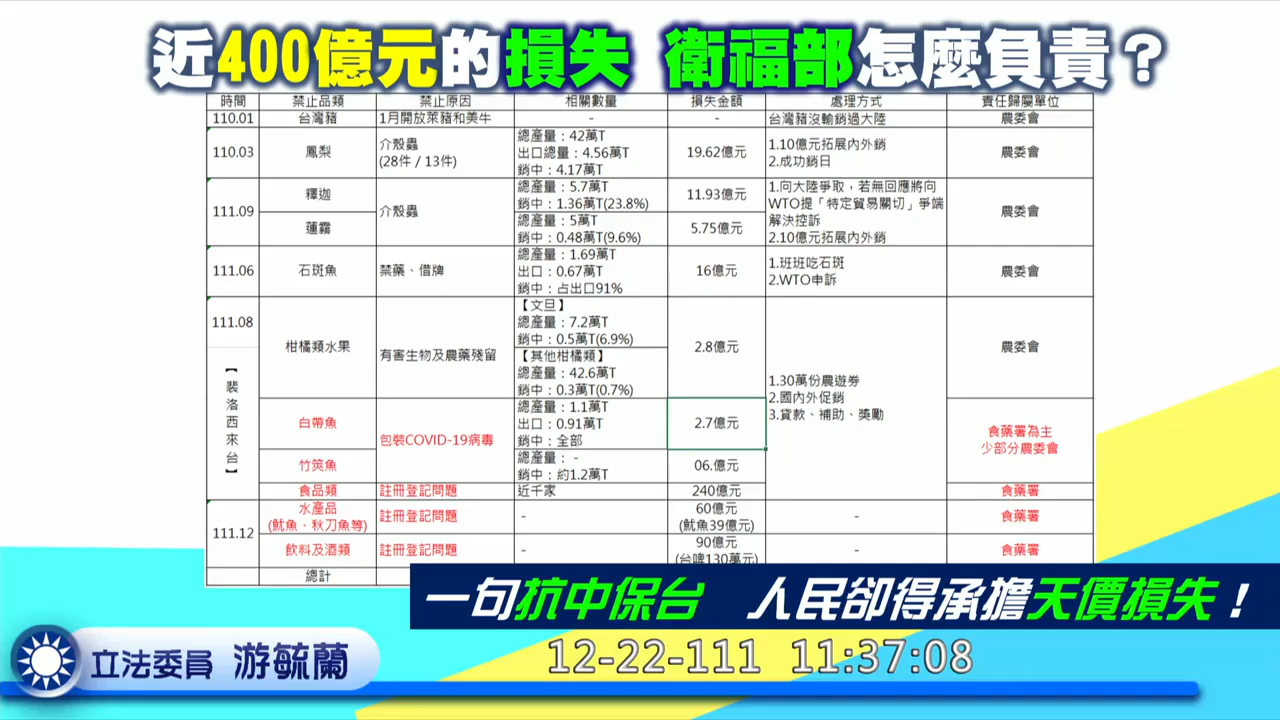 近400億元的損失 衛福部怎麼負責？
時間 禁止品類 禁止原因 相關數量 損失金額 處理方式 責任歸屬單位
110.01 台灣豬 1月開放萊豬和美牛 - - 台灣豬沒輸銷過大陸 農委會
110.03 鳳梨 介殼蟲
(28件 / 13件)
總產量：42萬T
出口總量：4.56萬T
銷中：4.17萬T
19.62億元
1.10億元拓展內外銷
2.成功銷日
農委會
111.09 釋迦 介殼蟲
總產量：5.7萬T
銷中：1.36萬T(23.8%)
11.93億元
1.向大陸爭取，若無回應將向
WTO提「特定貿易關切」爭端
解決控訴
2.10億元拓展內外銷
農委會
蓮霧
總產量：5萬T
銷中：0.48萬T(9.6%)
5.75億元
111.06 石斑魚 禁藥、借牌
總產量：1.69萬T
出口：0.67萬T
銷中：占出口91%
16億元
1.班班吃石斑
2.WTO申訴
農委會
111.08
【裴洛西來台】
柑橘類水果 有害生物及農藥殘留
【文旦】
總產量：7.2萬T
銷中：0.5萬T(6.9%)
【其他柑橘類】
總產量：42.6萬T
銷中：0.3萬T(0.7%)
2.8億元
1.30萬份農遊券
2.國內外促銷
3.貸款、補助、獎勵
農委會
白帶魚 包裝COVID-19病毒
總產量：1.1萬T
出口：0.91萬T
銷中：全部
2.7億元
食藥署為主
少部分農委會
竹筴魚
總產量： -
銷中：約1.2萬T
06.億元
食品類 註冊登記問題 近千家 240億元 食藥署
111.12 水產品
(魷魚、秋刀魚等)
註冊登記問題 -
60億元
(魷魚39億元)
- 食藥署
飲料及酒類 註冊登記問題 -
90億元
(台啤130萬元)
- 食藥署
總計
一句抗中保台 人民卻得承擔天價損失！
12-22-111 11:37:08
立法委員 游毓蘭